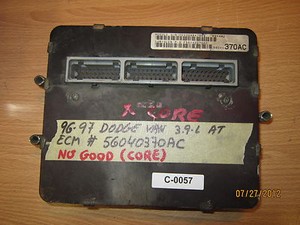 370AC
X-CORE
96-97 DODGE VAN 3.9-L AT
ECM # 56040370AC
NO GOOD (CORE)
C-0057
07/27/2012